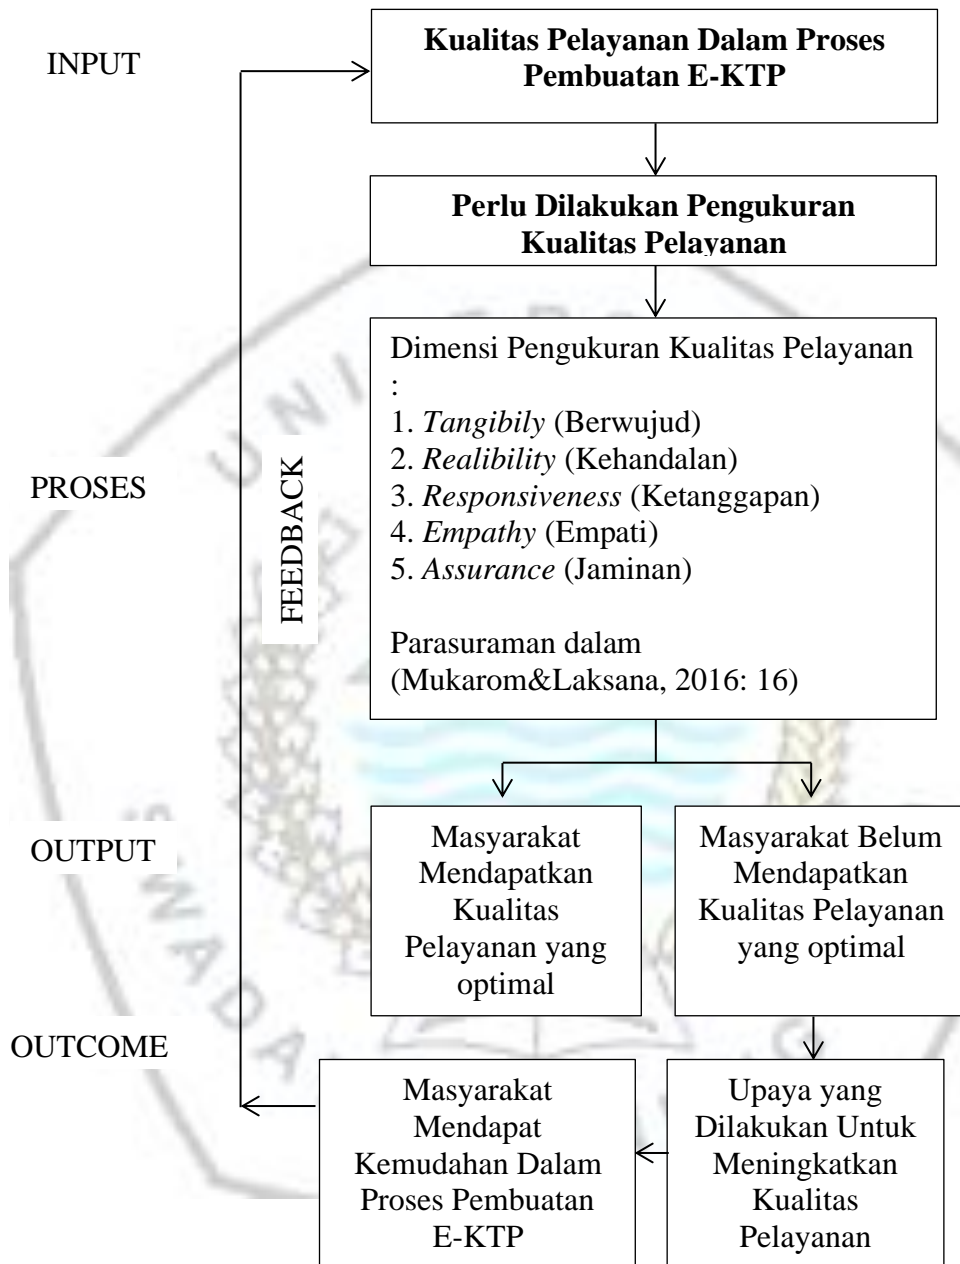 INPUT
Kualitas Pelayanan Dalam Proses
Pembuatan E-KTP
Perlu Dilakukan Pengukuran
Kualitas Pelayanan
PROSES
FEEDBACK
Dimensi Pengukuran Kualitas Pelayanan
:
1. Tangibily (Berwujud)
2. Realibility (Kehandalan)
3. Responsiveness (Ketanggapan)
4. Empathy (Empati)
5. Assurance (Jaminan)
Parasuraman dalam
(Mukarom&Laksana, 2016: 16)
OUTPUT
Masyarakat
Mendapatkan
Kualitas
Pelayanan yang
optimal
Masyarakat Belum
Mendapatkan
Kualitas Pelayanan
yang optimal
OUTCOME
Masyarakat
Mendapat
Kemudahan Dalam
Proses Pembuatan
E-KTP
Upaya yang
Dilakukan Untuk
Meningkatkan
Kualitas
Pelayanan